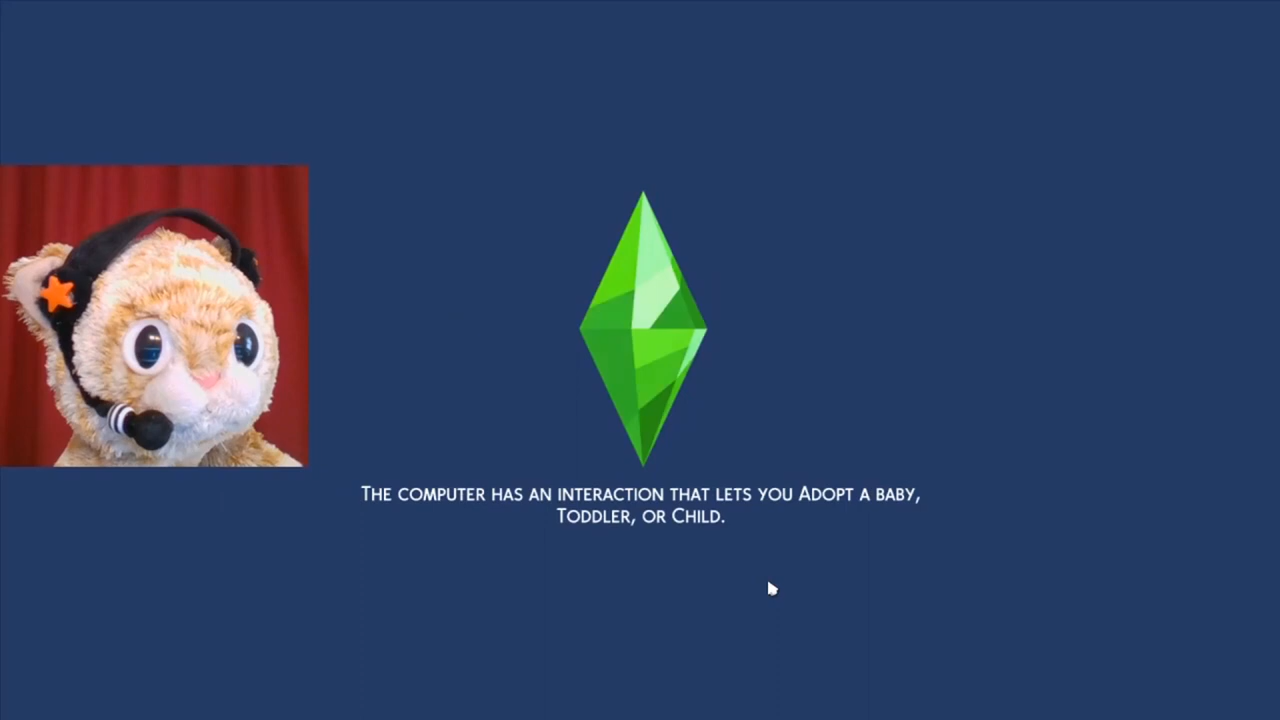 The computer has an interaction that lets you Adopt a baby,
Toddler, or Child.